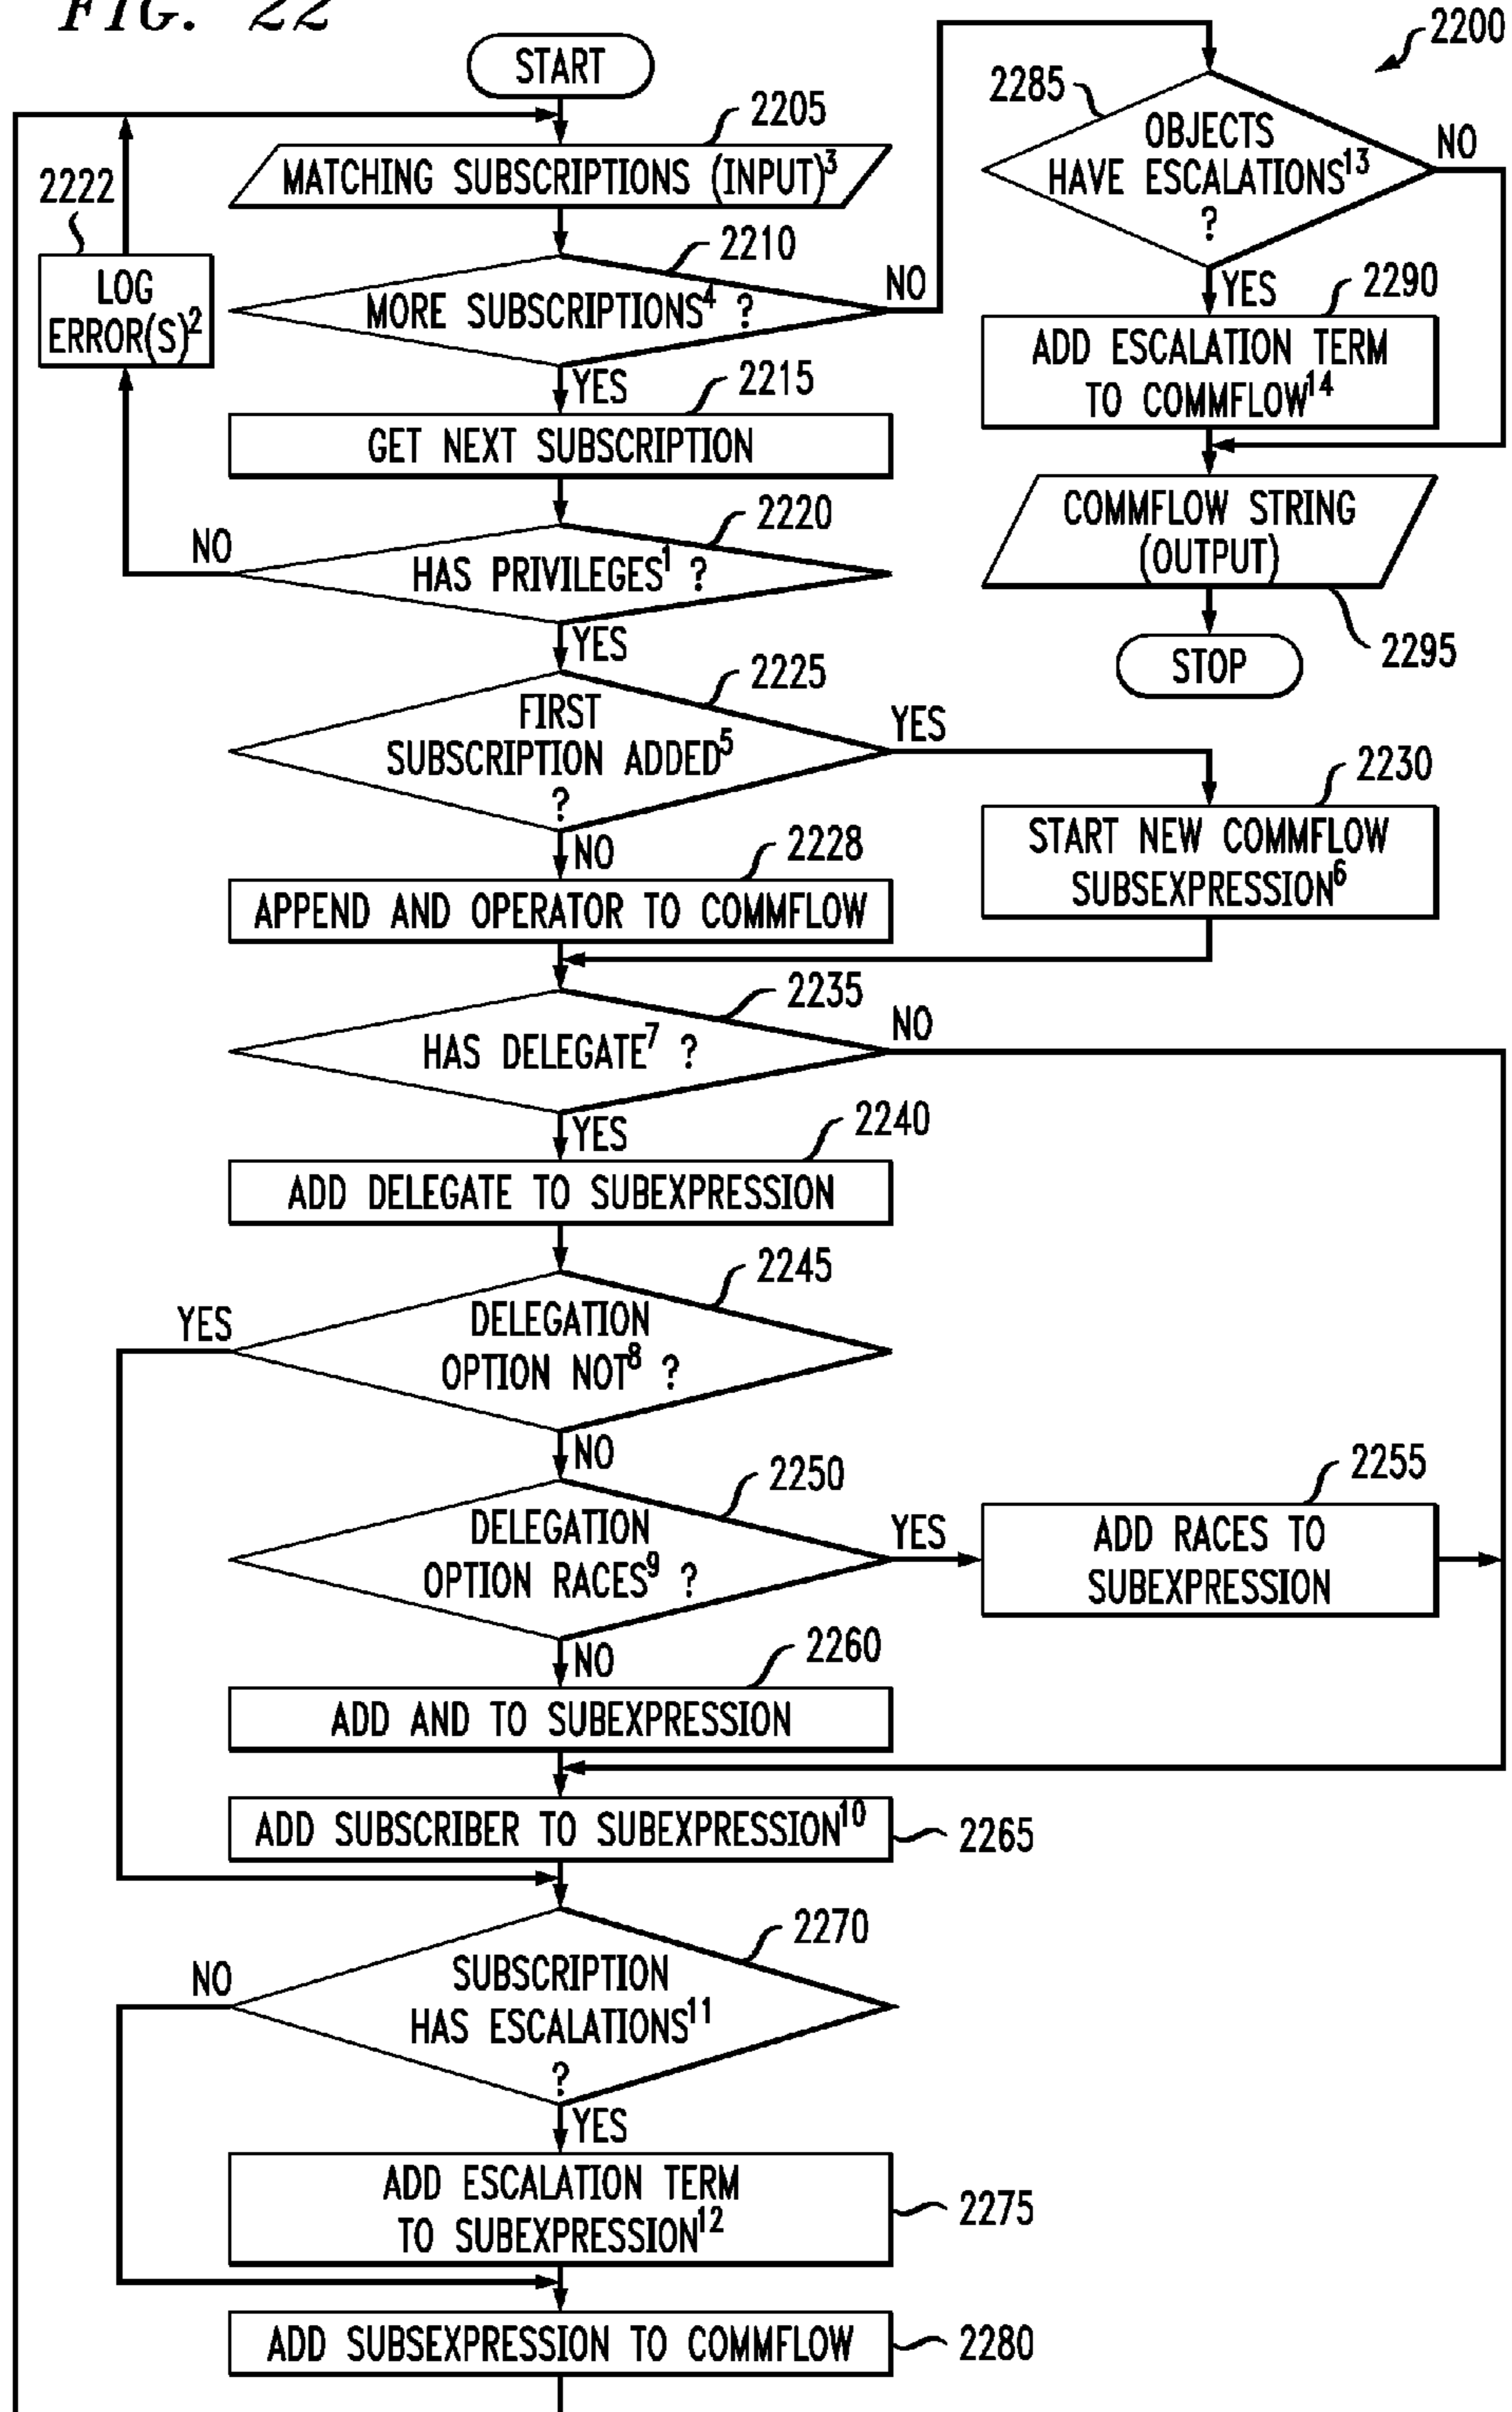 FIG. 22
2200
START
2205
MATCHING SUBSCRIPTIONS (INPUT)3
2222
LOG
ERROR(S)2
2210
MORE SUBSCRIPTIONS4 ?
NO
YES
2215
GET NEXT SUBSCRIPTION
2220
HAS PRIVILEGES1 ?
NO
YES
2225
FIRST
SUBSCRIPTION ADDED5
?
YES
NO
2228
APPEND AND OPERATOR TO COMMFLOW
2230
START NEW COMMFLOW
SUBSEXPRESSION6
2235
HAS DELEGATE7 ?
NO
YES
2240
ADD DELEGATE TO SUBEXPRESSION
2245
DELEGATION
OPTION NOT8 ?
YES
NO
2250
DELEGATION
OPTION RACES9 ?
YES
2255
ADD RACES TO
SUBEXPRESSION
NO
2260
ADD AND TO SUBEXPRESSION
ADD SUBSCRIBER TO SUBEXPRESSION10
2265
2270
SUBSCRIPTION
HAS ESCALATIONS11
?
NO
YES
ADD ESCALATION TERM
TO SUBEXPRESSION12
2275
ADD SUBSEXPRESSION TO COMMFLOW
2280
2285
OBJECTS
HAVE ESCALATIONS13
?
NO
YES
2290
ADD ESCALATION TERM
TO COMMFLOW14
COMMFLOW STRING
(OUTPUT)
2295
STOP